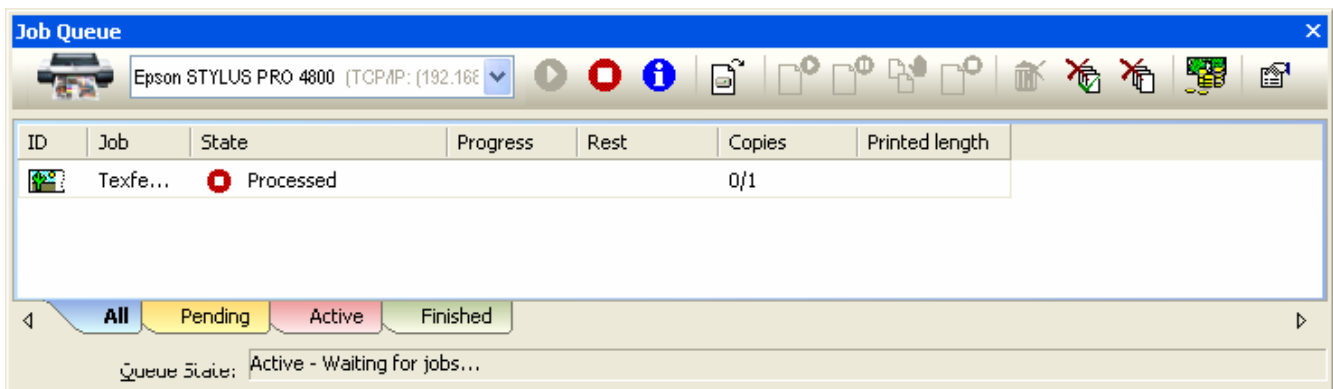 Job Queue
Epson STYLUS PRO 4800 (TCP/IP: (192.168
ID Job State Progress Rest Copies Printed length
Texfe... Processed 0/1
All Pending Active Finished
Queue State: Active - Waiting for jobs...